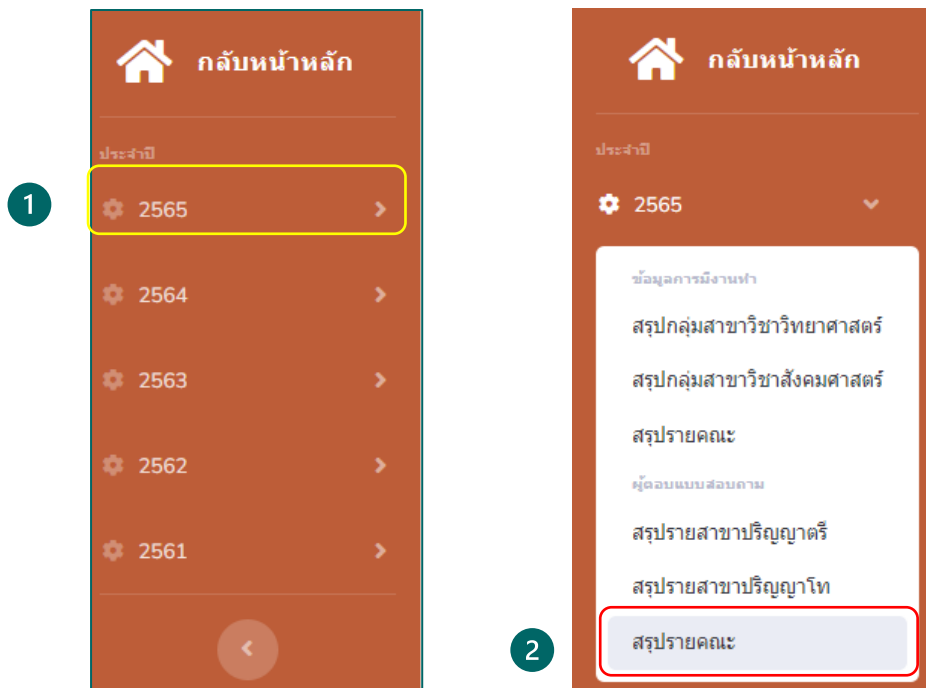 กลับหน้าหลัก
ประจำปี
1
2565
2564
2563
2562
2561
กลับหน้าหลัก
ประจำปี
2565
ข้อมูลการมีงานทำ
สรุปกลุ่มสาขาวิชาวิทยาศาสตร์
สรุปกลุ่มสาขาวิชาสังคมศาสตร์
สรุปรายคณะ
ผู้ตอบแบบสอบถาม
สรุปรายสาขาปริญญาตรี
สรุปรายสาขาปริญญาโท
2
สรุปรายคณะ